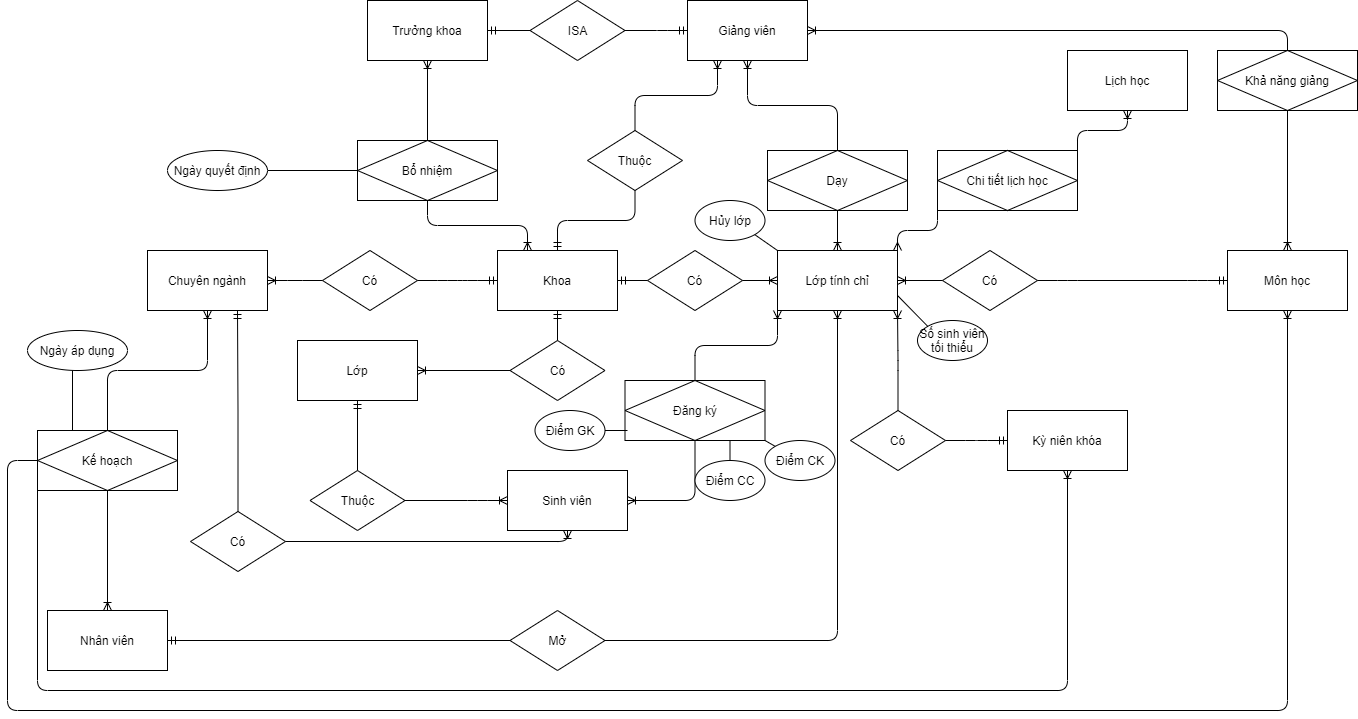 Trưởng khoa
ISA
Giảng viên
Lịch học
Khả năng giảng
Ngày quyết định
Bổ nhiệm
Thuộc
Dạy
Chi tiết lịch học
Hủy lớp
Chuyên ngành
Có
Khoa
Có
Lớp tính chỉ
Có
Môn học
Ngày áp dụng
Số sinh viên
tối thiểu
Lớp
Có
Đăng ký
Điểm GK
Điểm CC
Điểm CK
Có
Kỳ niên khóa
Kế hoạch
Thuộc
Sinh viên
Có
Nhân viên
Mở